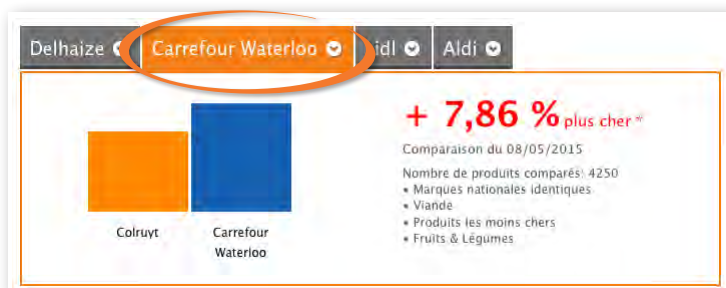 Delhaize
Carrefour Waterloo
Aldi
+ 7,86 % plus cher *
Comparaison du 08/05/2015
Nombre de produits comparés: 4250
• Marques nationales identiques
• Viande
• Produits les moins chers
• Fruits & Légumes
Colruyt
Carrefour
Waterloo